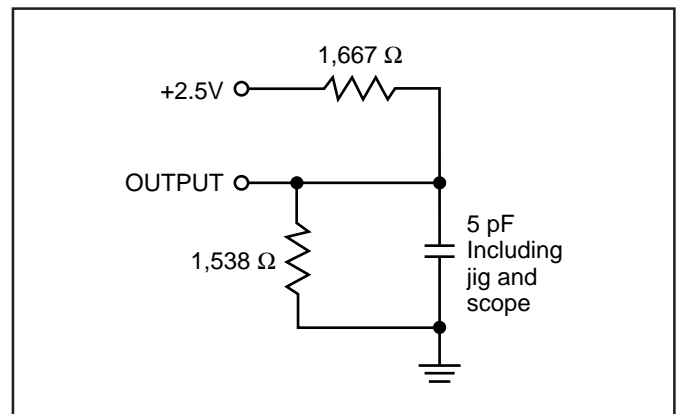 1,667 Ω
+2.5V
OUTPUT
1,538 Ω
5 pF
Including
jig and
scope